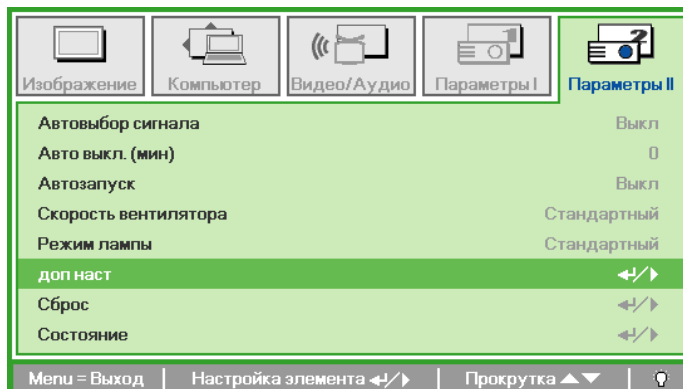 Изображение Компьютер Видео/Аудио Параметры I Параметры II
Автовыбор сигнала Выкл
Авто выкл. (мин) 0
Автозапуск Выкл
Скорость вентилятора Стандартный
Режим лампы Стандартный
доп наст
Сброс
Состояние
Menu = Выход | Настройка элемента ↵/▶ | Прокрутка ▲▼ |